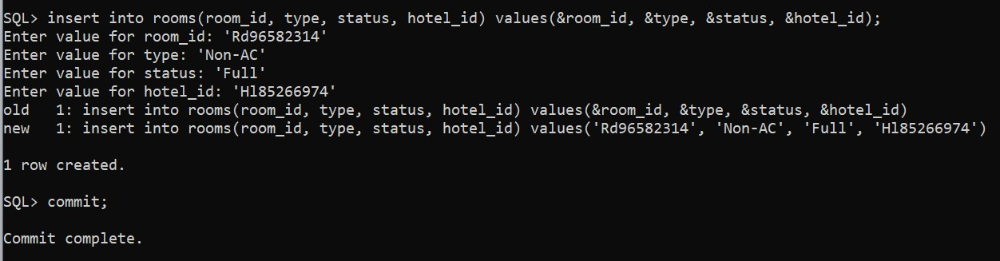 SQL> insert into rooms(room_id, type, status, hotel_id) values(&room_id, &type, &status, &hotel_id);
Enter value for room_id: 'Rd96582314'
Enter value for type: 'Non-AC'
Enter value for status: 'Full'
Enter value for hotel_id: 'Hl85266974'
old   1: insert into rooms(room_id, type, status, hotel_id) values(&room_id, &type, &status, &hotel_id)
new   1: insert into rooms(room_id, type, status, hotel_id) values('Rd96582314', 'Non-AC', 'Full', 'Hl85266974')
1 row created.
SQL> commit;
Commit complete.